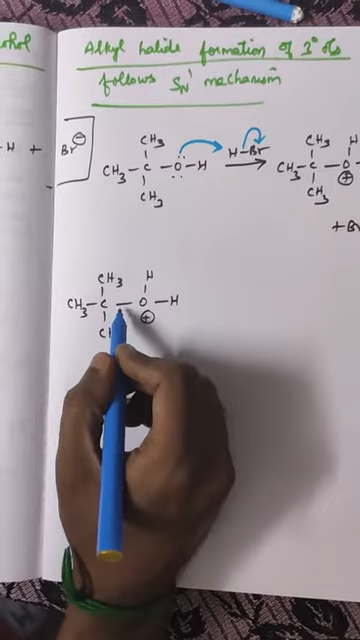 ohol
Alkyl halide formation of 3°
follows SN¹ mechanism
H + Br⊖
CH3
CH3-C-Ö-H
CH3
H-Br
CH3 H
CH3-C-O
⊕
CH3
+Br
CH3 H
CH3-C-O-H
⊕